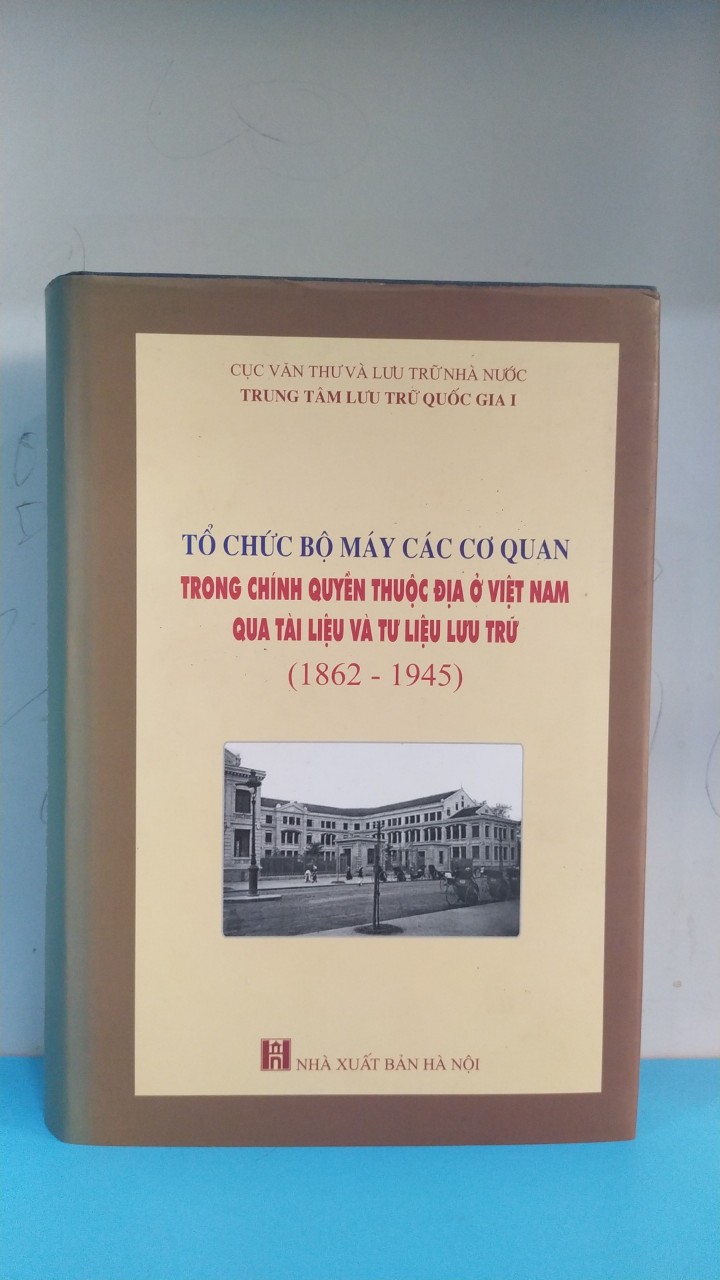 CỤC VĂN THƯ VÀ LƯU TRỮ NHÀ NƯỚC
TRUNG TÂM LƯU TRỮ QUỐC GIA I
TỔ CHỨC BỘ MÁY CÁC CƠ QUAN
TRONG CHÍNH QUYỀN THUỘC ĐỊA Ở VIỆT NAM
QUA TÀI LIỆU VÀ TƯ LIỆU LƯU TRỮ
(1862 - 1945)
NHÀ XUẤT BẢN HÀ NỘI